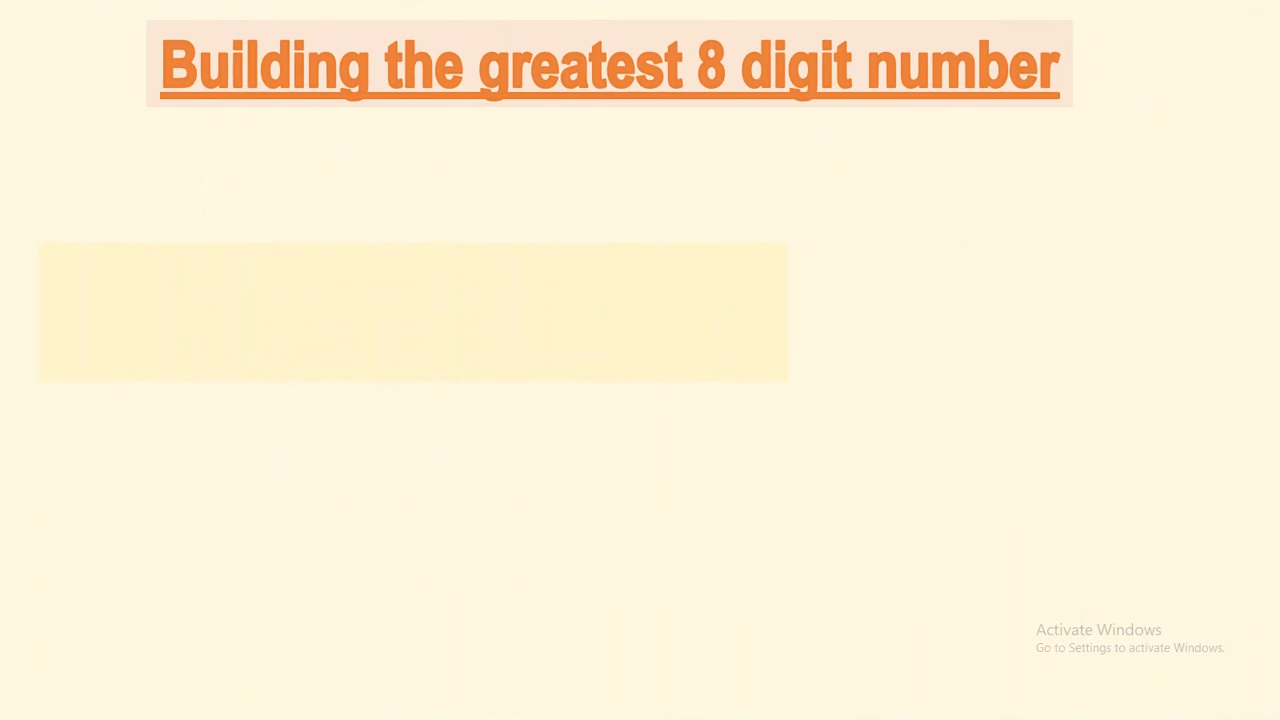 Building the greatest 8 digit number
Activate Windows
Go to Settings to activate Windows.